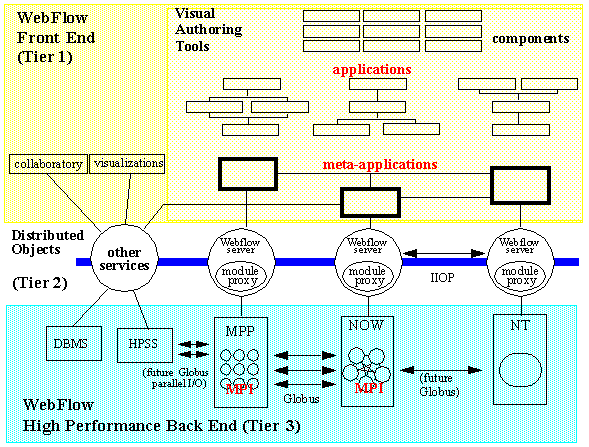 WebFlow
Front End
(Tier 1)
Visual
Authoring
Tools
components
applications
meta-applications
collaboratory
visualizations
Distributed
Objects
(Tier 2)
other
services
Webflow
server
module
proxy
Webflow
server
module
proxy
IIOP
Webflow
server
module
proxy
DBMS
HPSS
(future Globus
parallel I/O)
MPP
MPI
Globus
NOW
MPI
(future
Globus)
NT
WebFlow
High Performance Back End (Tier 3)